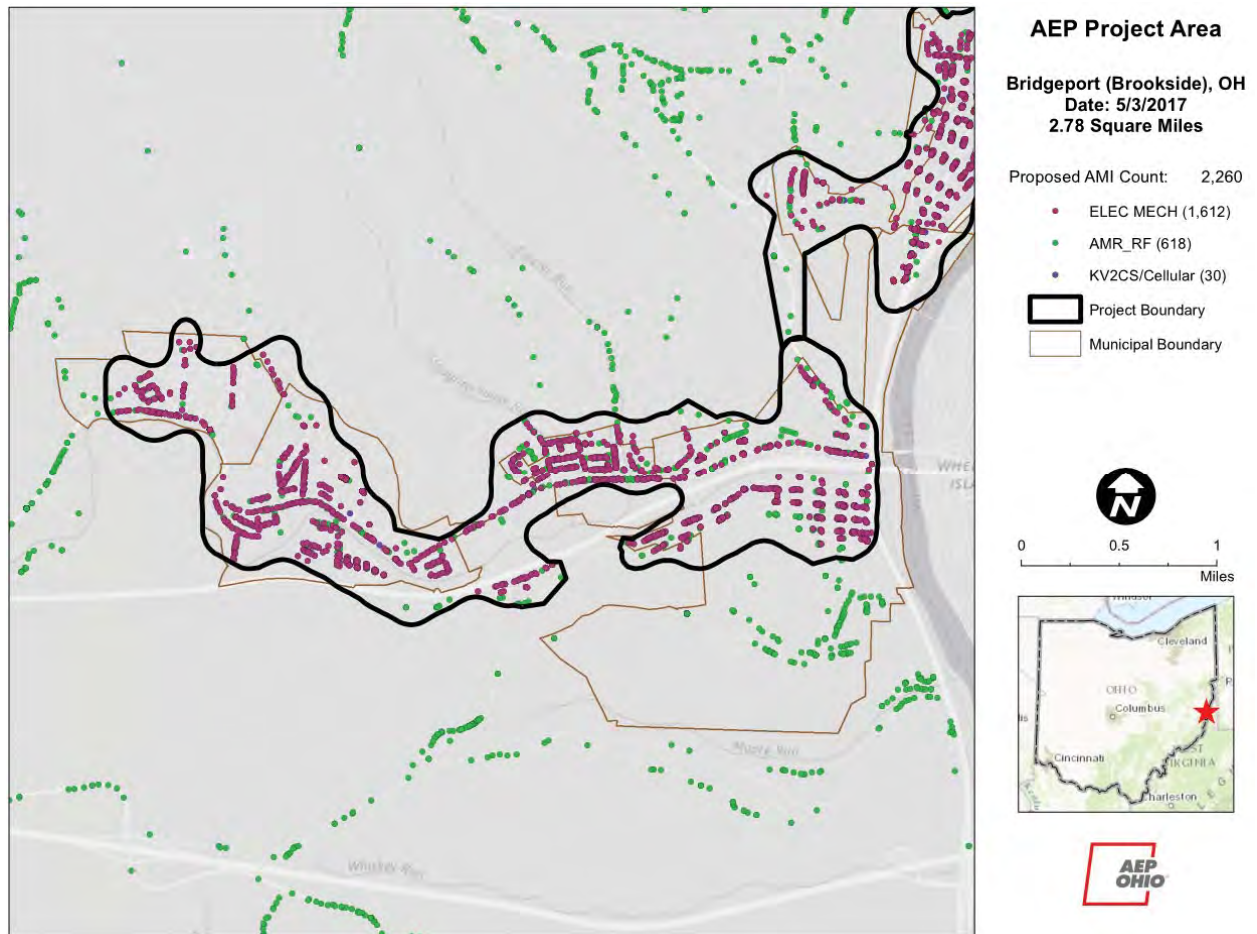 AEP Project Area
Bridgeport (Brookside), OH
Date: 5/3/2017
2.78 Square Miles
Proposed AMI Count: 2,260
ELEC MECH (1,612)
AMR_RF (618)
KV2CS/Cellular (30)
Project Boundary
Municipal Boundary
WHE
ISLA
Whiskey Run
N
0 0.5 1
Miles
Cleveland
OHIO
Columbus
Cincinnati
Charleston
AEP
OHIO